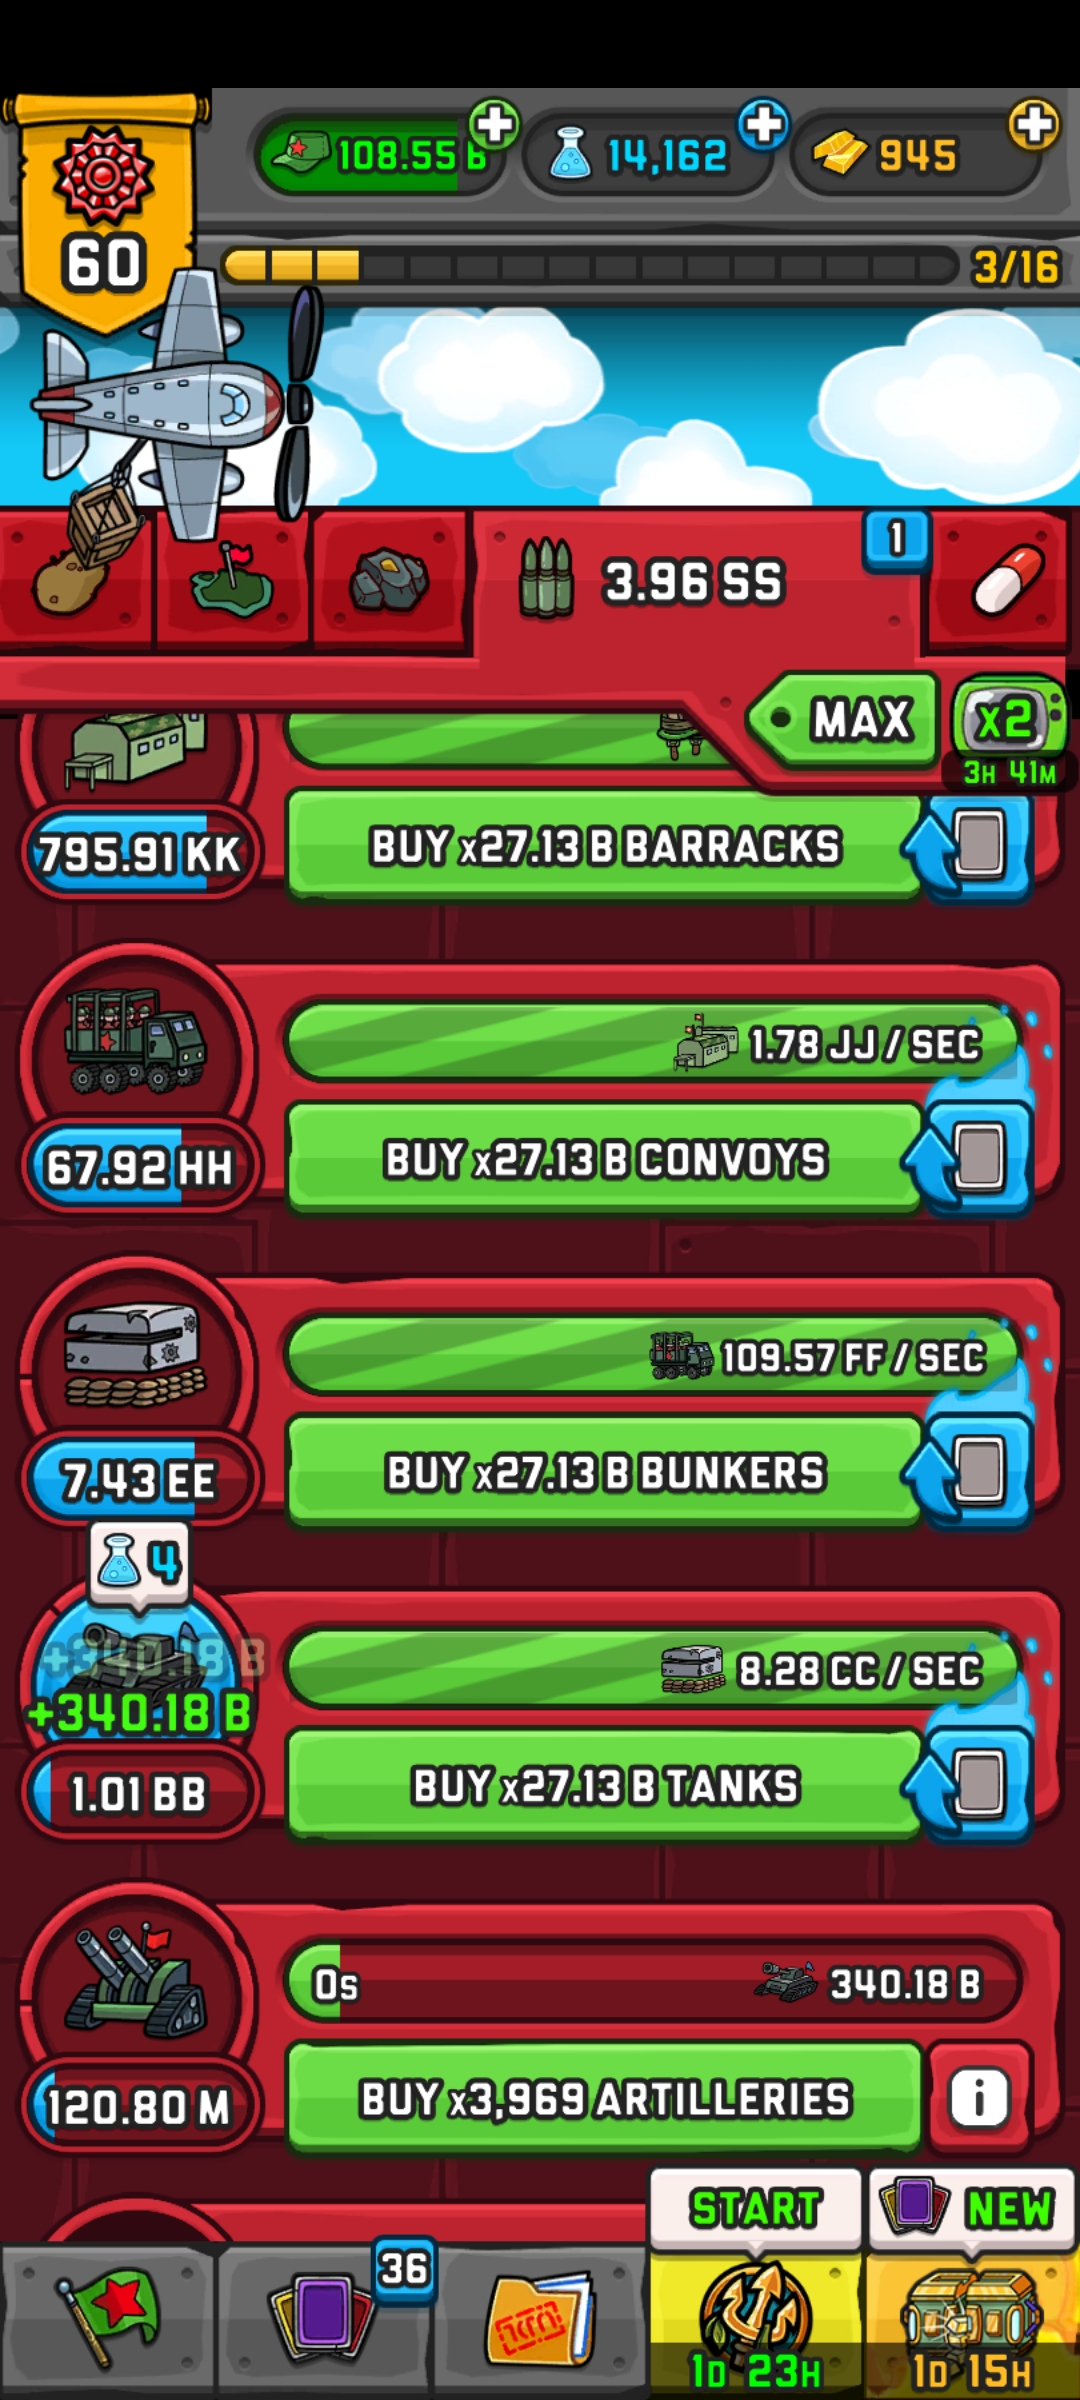 108.55 B
14,162
945
60
3/16
1
3.96 SS
MAX
x2
3H 41M
795.91 KK
BUY x27.13 B BARRACKS
1.78 JJ / SEC
67.92 HH
BUY x27.13 B CONVOYS
109.57 FF / SEC
7.43 EE
BUY x27.13 B BUNKERS
4
+340.18 B
+340.18 B
8.28 CC / SEC
1.01 BB
BUY x27.13 B TANKS
0s
340.18 B
120.80 M
BUY x3,969 ARTILLERIES
i
START
NEW
36
1D 23H
1D 15H